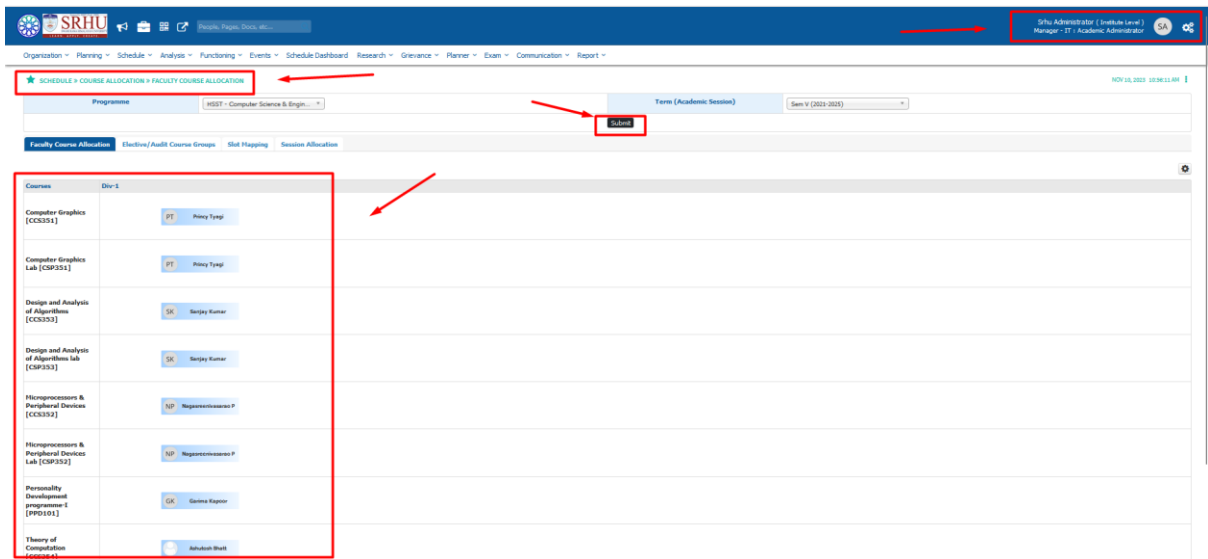 SRHU
People, Pages, Docs, etc...
Srhu Administrator ( Institute Level )
Manager - IT : Academic Administrator
SA
Organization Planning Schedule Analysis Functioning Events Schedule Dashboard Research Grievance Planner Exam Communication Report
SCHEDULE > COURSE ALLOCATION > FACULTY COURSE ALLOCATION
NOV 10, 2023 10:58:11 AM
Programme
HSST - Computer Science & Engin...
Term (Academic Session)
Sem V (2021-2025)
Submit
Faculty Course Allocation Elective/Audit Course Groups Slot Mapping Session Allocation
Courses Div-1
Computer Graphics
[CCS351]
PT Princy Tyagi
Computer Graphics
Lab [CSP351]
PT Princy Tyagi
Design and Analysis
of Algorithms
[CCS353]
SK Sanjay Kumar
Design and Analysis
of Algorithms lab
[CSP353]
SK Sanjay Kumar
Microprocessors &
Peripheral Devices
[CCS352]
NP P
Microprocessors &
Peripheral Devices
Lab [CSP352]
NP P
Personality
Development
programme-I
[PPD101]
GK Garima Kapoor
Theory of
Computation
Ashutosh Bhatt